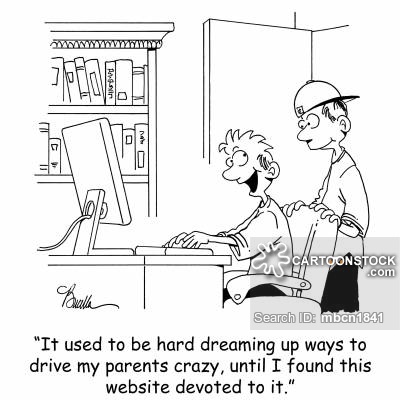 CARTOONSTOCK
.com
Search ID: mbcn1841
"It used to be hard dreaming up ways to
drive my parents crazy, until I found this
website devoted to it."